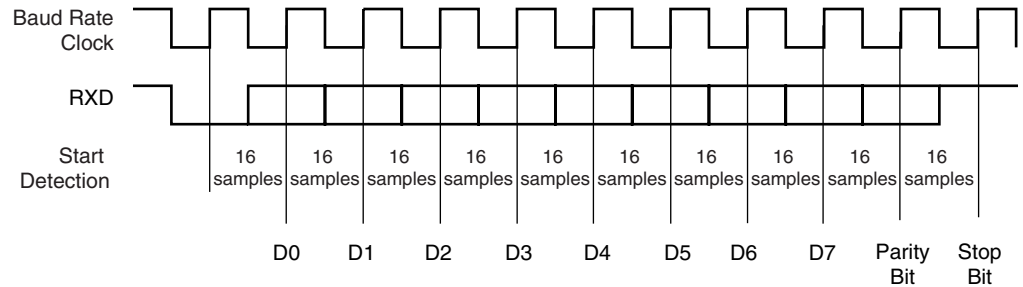 Baud Rate
Clock
RXD
Start
Detection
16 16 16 16 16 16 16 16 16 16
samples samples samples samples samples samples samples samples samples samples
D0 D1 D2 D3 D4 D5 D6 D7 Parity Stop
Bit Bit